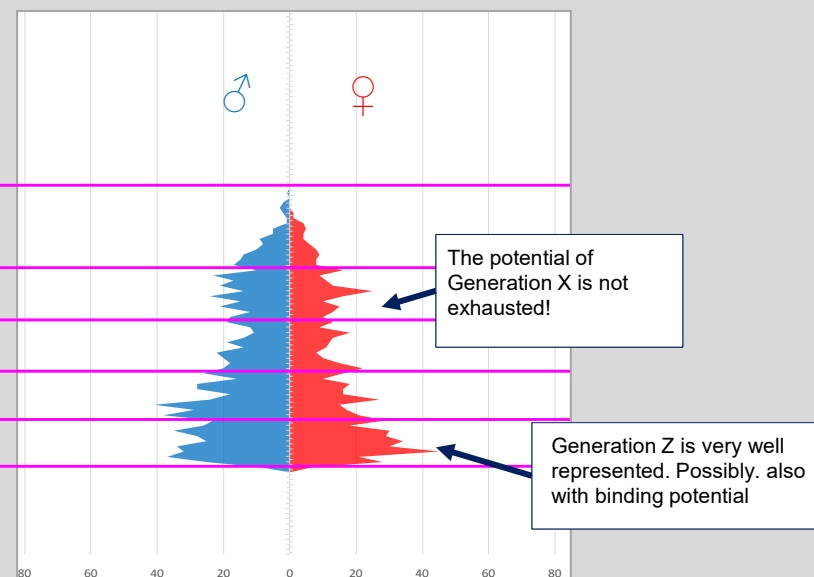 ♂ ♀
The potential of
Generation X is not
exhausted!
Generation Z is very well
represented. Possibly. also
with binding potential
80 60 40 20 0 20 40 60 80